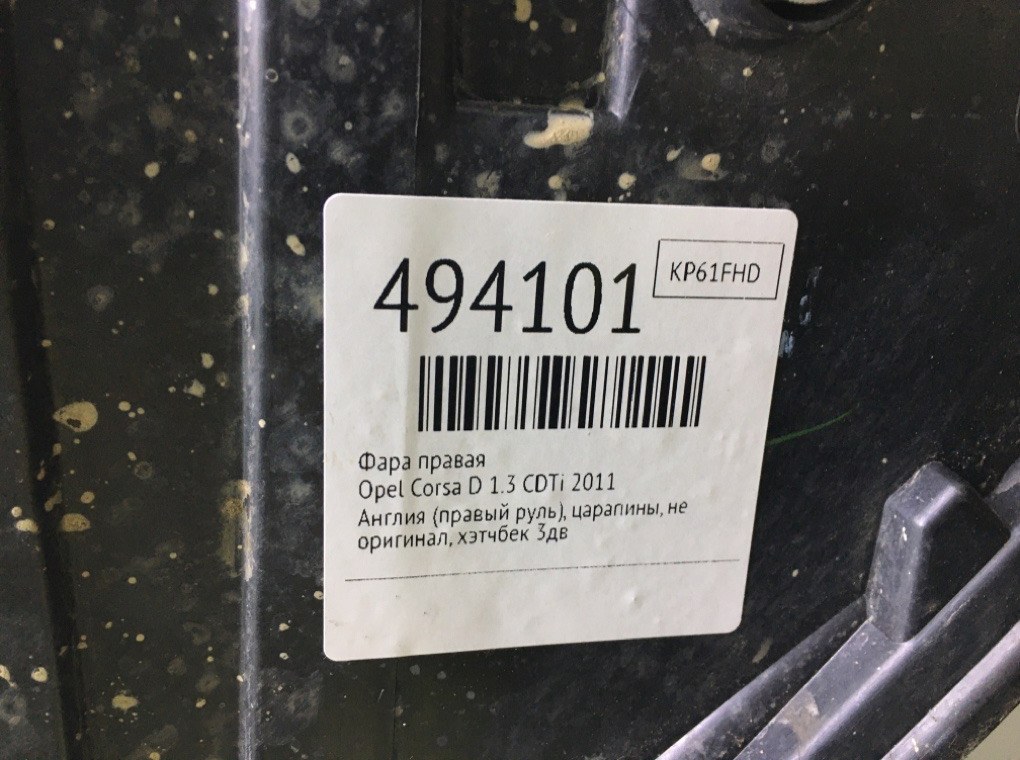 494101
KP61FHD
Фара правая
Opel Corsa D 1.3 CDTi 2011
Англия (правый руль), царапины, не
оригинал, хэтчбек 3дв